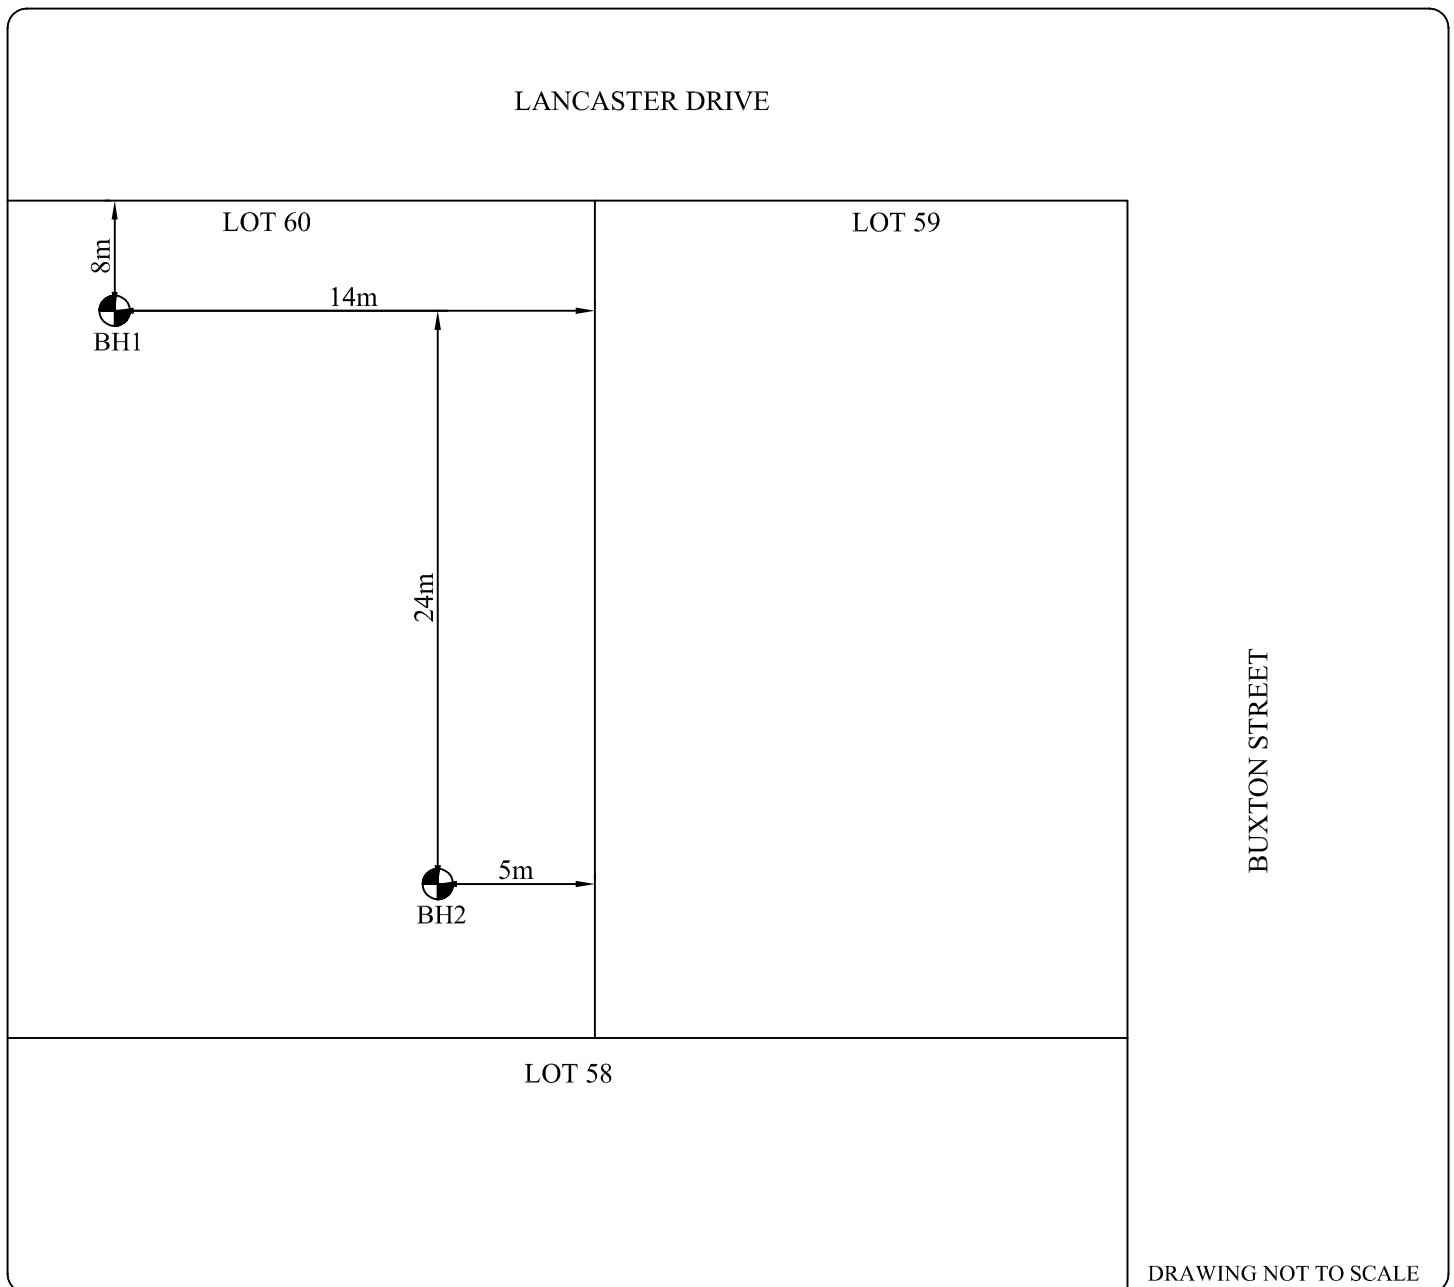 LANCASTER DRIVE
LOT 60
LOT 59
8m
14m
BH1
24m
BUXTON STREET
5m
BH2
LOT 58
DRAWING NOT TO SCALE